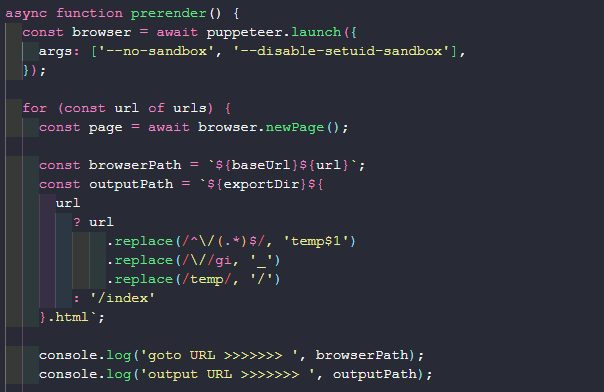 async function prerender() {
  const browser = await puppeteer.launch({
    args: ['--no-sandbox', '--disable-setuid-sandbox'],
  });
  for (const url of urls) {
    const page = await browser.newPage();
    const browserPath = `${baseUrl}${url}`;
    const outputPath = `${exportDir}${
      url
        ? url
            .replace(/^\/(.*)$/, 'temp$1')
            .replace(/\//gi, '_')
            .replace(/temp/, '/')
        : '/index'
    }.html`;
    console.log('goto URL >>>>>>> ', browserPath);
    console.log('output URL >>>>>>> ', outputPath);